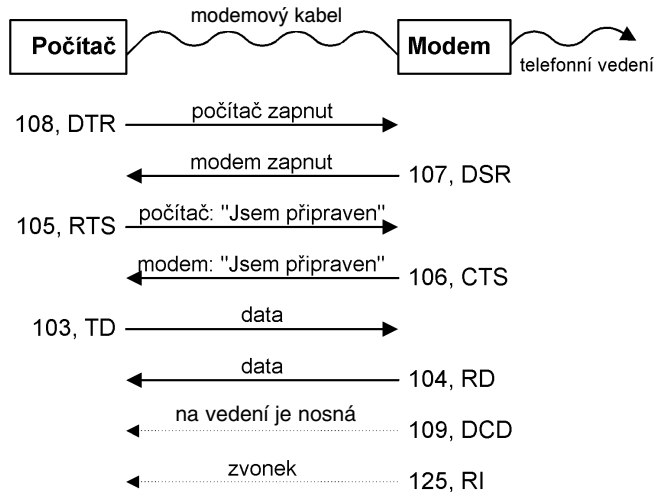 modemový kabel
Počítač
Modem
telefonní vedení
108, DTR
počítač zapnut
modem zapnut
107, DSR
105, RTS
počítač: "Jsem připraven"
modem: "Jsem připraven"
106, CTS
103, TD
data
data
104, RD
na vedení je nosná
109, DCD
zvonek
125, RI